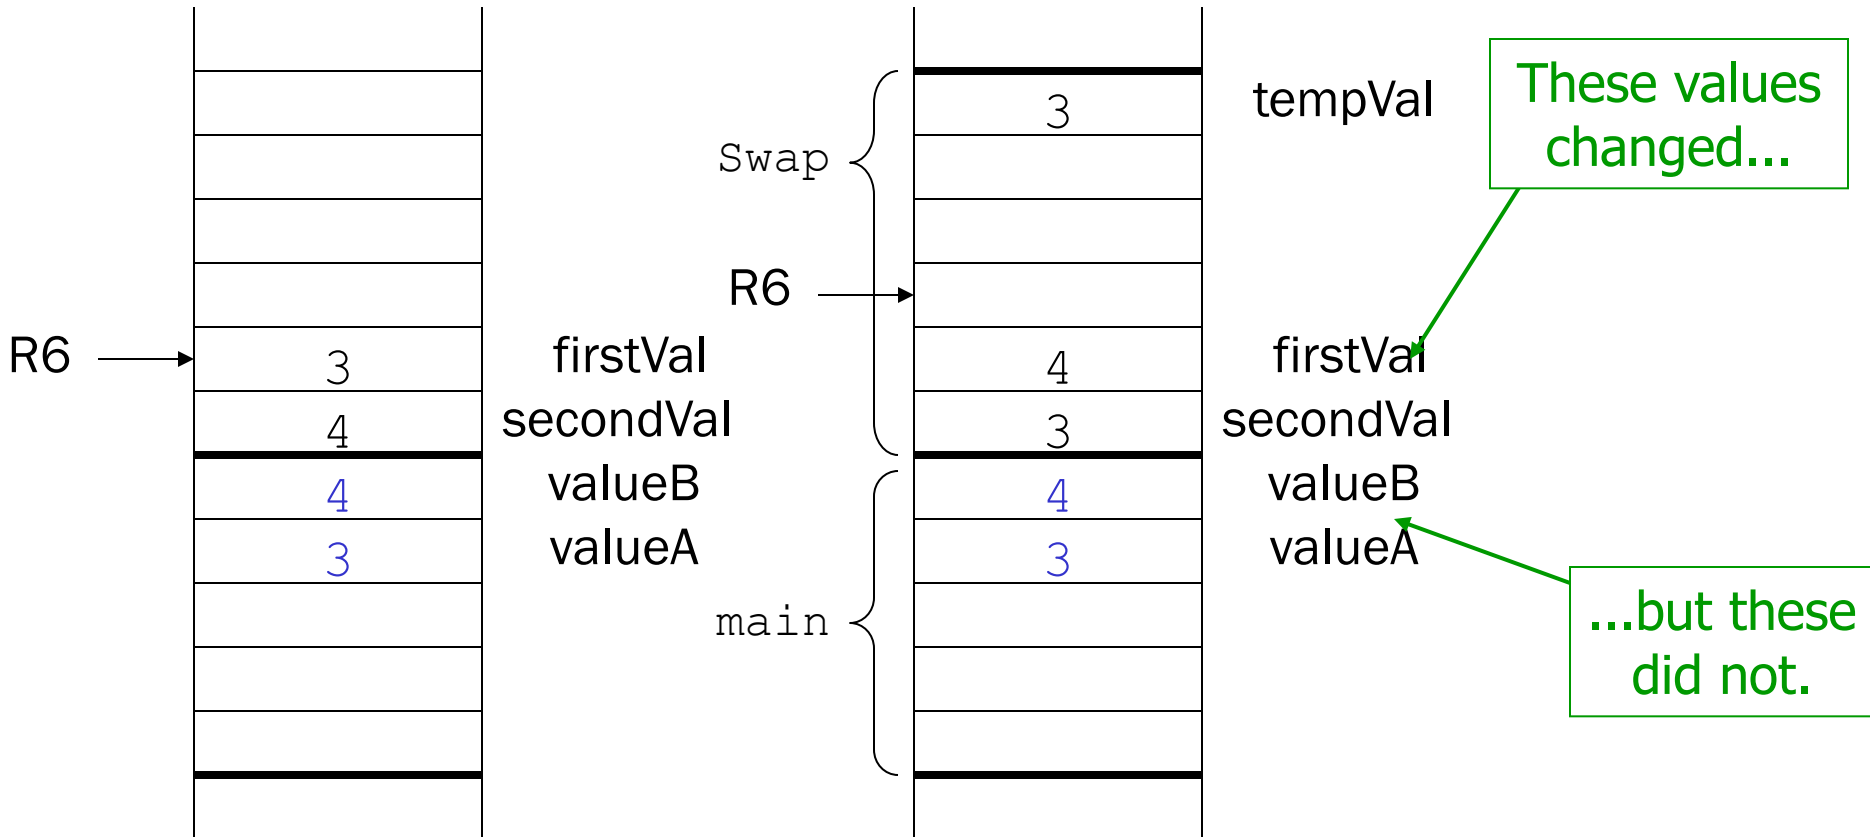 R6
3 firstVal
4 secondVal
4 valueB
3 valueA
Swap
3 tempVal
R6
4 firstVal
3 secondVal
main
4 valueB
3 valueA
These values
changed...
...but these
did not.